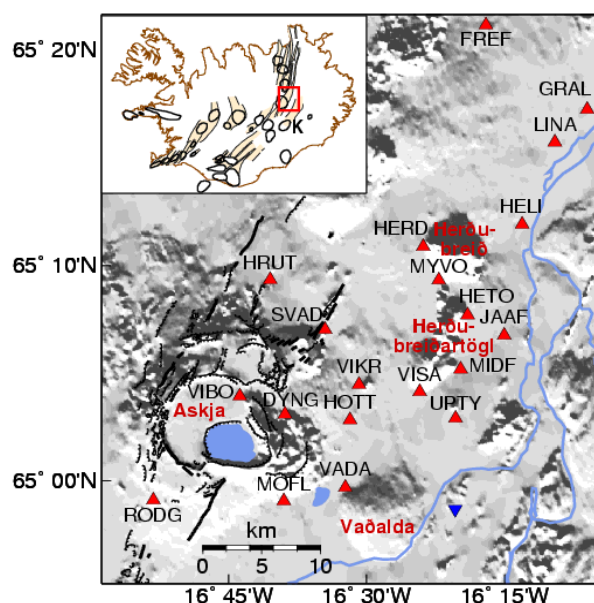 65° 20'N
FREF
GRAL
LINA
K
HELI
HERD
Herðu-
breið
HRUT
65° 10'N
MYVO
HETO
SVAD
JAAF
Herðu-
breiðartögl
MIDF
VIKR
VISA
VIBO
DYNG
HOTT
UPTY
Askja
65° 00'N
VADA
MOFL
RODG
Vaðalda
km
0 5 10
16° 45'W
16° 30'W
16° 15'W